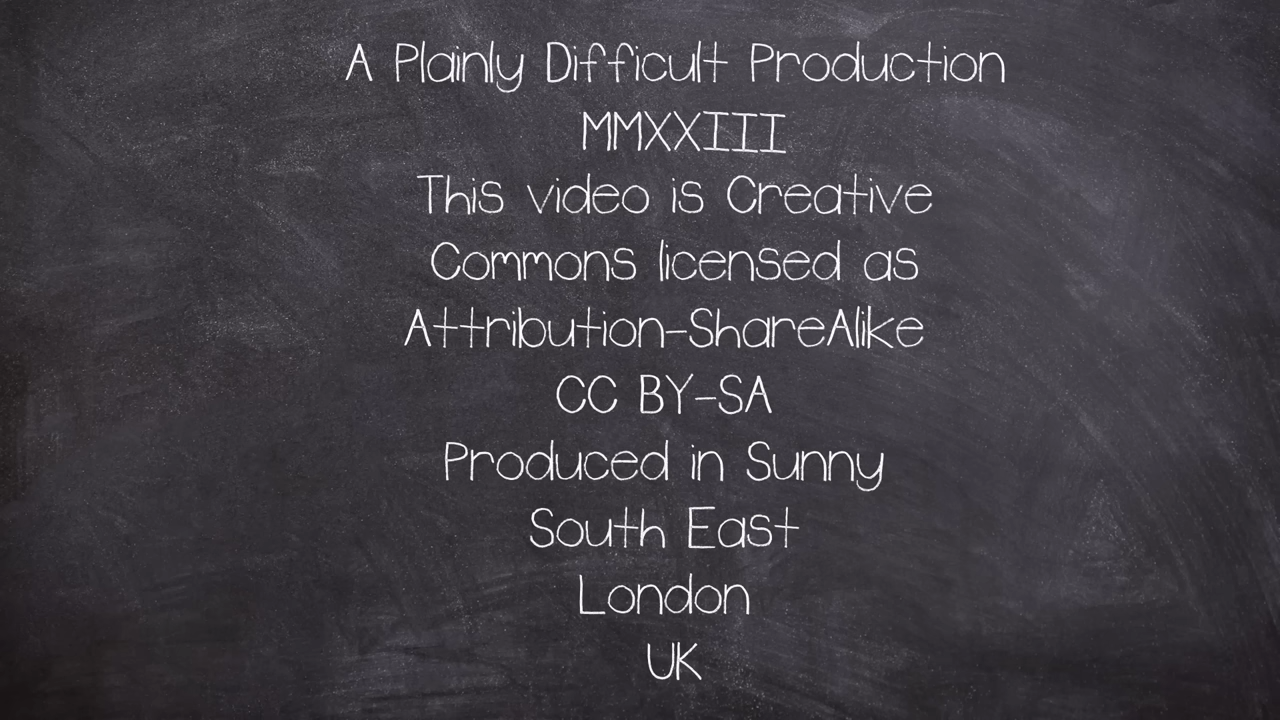 A Plainly Difficult Production
MMXXIII
This video is Creative
Commons licensed as
Attribution-ShareAlike
CC BY-SA
Produced in Sunny
South East
London
UK